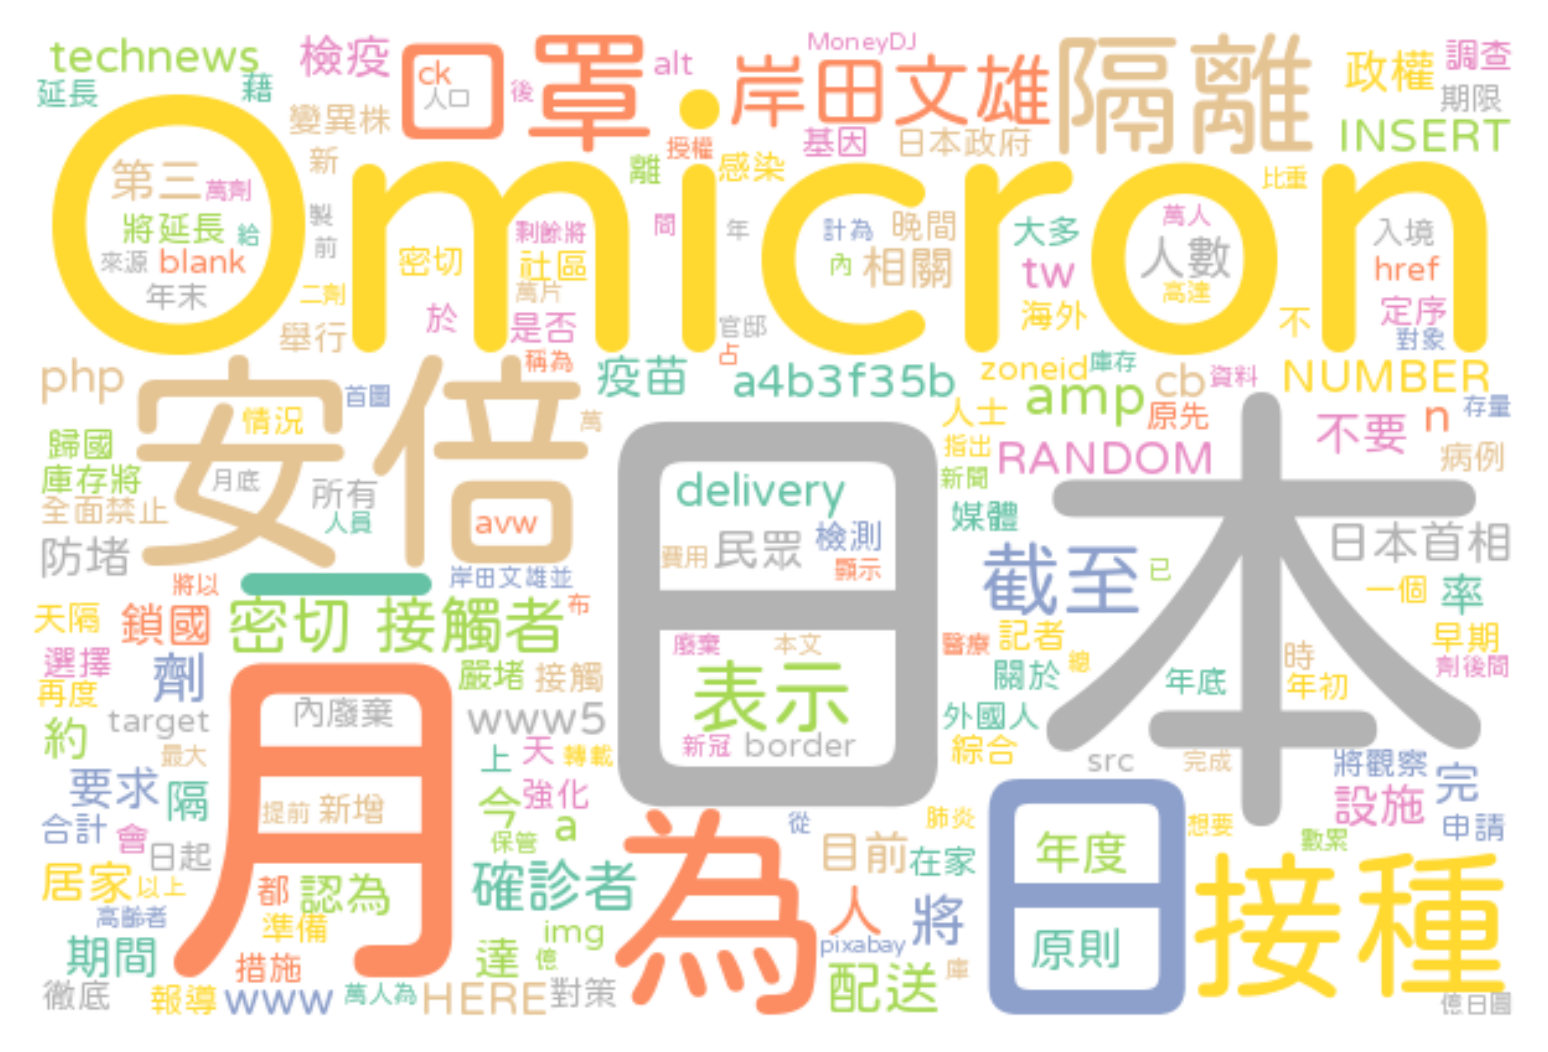 technews
檢疫
口罩
ck
人口
後
alt
MoneyDJ
岸田文雄
隔離
政權
調查
期限
延長
藉
變異株
授權
基因
日本政府
INSERT
Omicron
第三
萬劑
將延長
給
來源
blank
年末
新
製
前
離
感染
比重
密切
剩餘將
社區
萬片
二劑
於
是否
舉行
間
年
計為
晚間
內
相關
官邸
占
大多
tw
海外
萬人
人數
高達
不
入境
href
定序
對象
php
安倍
首圖
情況
稱為
疫苗
a4b3f35b
zoneid
庫存
amp
cb
資料
NUMBER
人士
原先
不要
n
存量
萬
歸國
庫存將
月底
所有
人員
全面禁止
防堵
avw
日本
delivery
民眾
檢測
費用
顯示
指出
新聞
RANDOM
病例
媒體
截至
已
日本首相
將以
一
岸田文雄並
布
天隔
鎖國
密切
接觸者
廢棄
本文
表示
新冠
border
醫療
記者
總
關於
一個
率
早期
時
年初
年底
劑後間
選擇
再度
劑
嚴堵
接觸
約
target
月
內廢棄
www5
外國人
綜合
src
完成
將觀察
完
最大
要求
隔
上
天
轉載
提前
新增
今
強化
設施
合計
會
日起
保管
a
為
從
目前
肺炎
在家
日
年度
原則
想要
數累
申請
接種
居家
以上
都
認為
確診者
人
將
高齡者
準備
img
pixabay
期間
措施
達
億
配送
庫
徹底
報導
www
萬人為
HERE
對策
億日圓